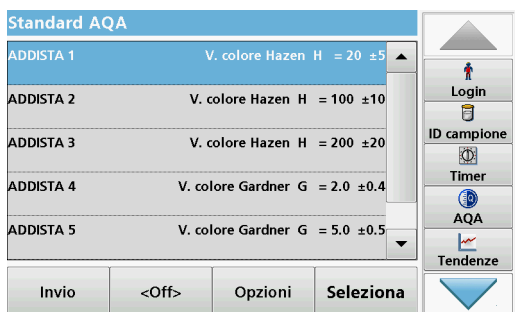 Standard AQA
ADDISTA 1 V. colore Hazen H = 20 ±5
ADDISTA 2 V. colore Hazen H = 100 ±10
ADDISTA 3 V. colore Hazen H = 200 ±20
ADDISTA 4 V. colore Gardner G = 2.0 ±0.4
ADDISTA 5 V. colore Gardner G = 5.0 ±0.5
Invio <Off> Opzioni Seleziona
Login
ID campione
Timer
AQA
Tendenze